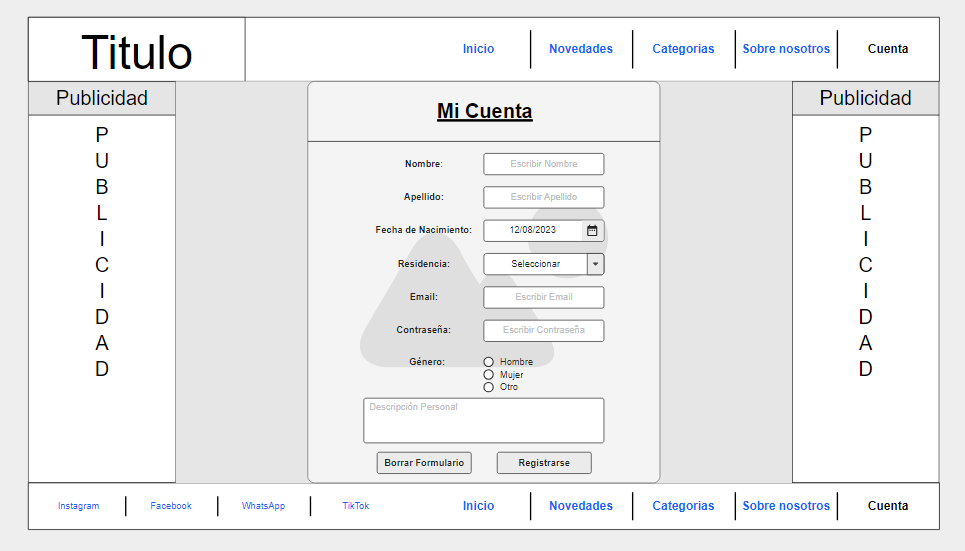 Titulo
Inicio
Novedades
Categorias
Sobre nosotros
Cuenta
Publicidad
P
U
B
L
I
C
I
D
A
D
Mi Cuenta
Nombre: Escribir Nombre
Apellido: Escribir Apellido
Fecha de Nacimiento: 12/08/2023
Residencia: Seleccionar
Email: Escribir Email
Contraseña: Escribir Contraseña
Género: Hombre
Mujer
Otro
Descripción Personal
Borrar Formulario
Registrarse
Publicidad
P
U
B
L
I
C
I
D
A
D
Instagram
Facebook
WhatsApp
TikTok
Inicio
Novedades
Categorias
Sobre nosotros
Cuenta